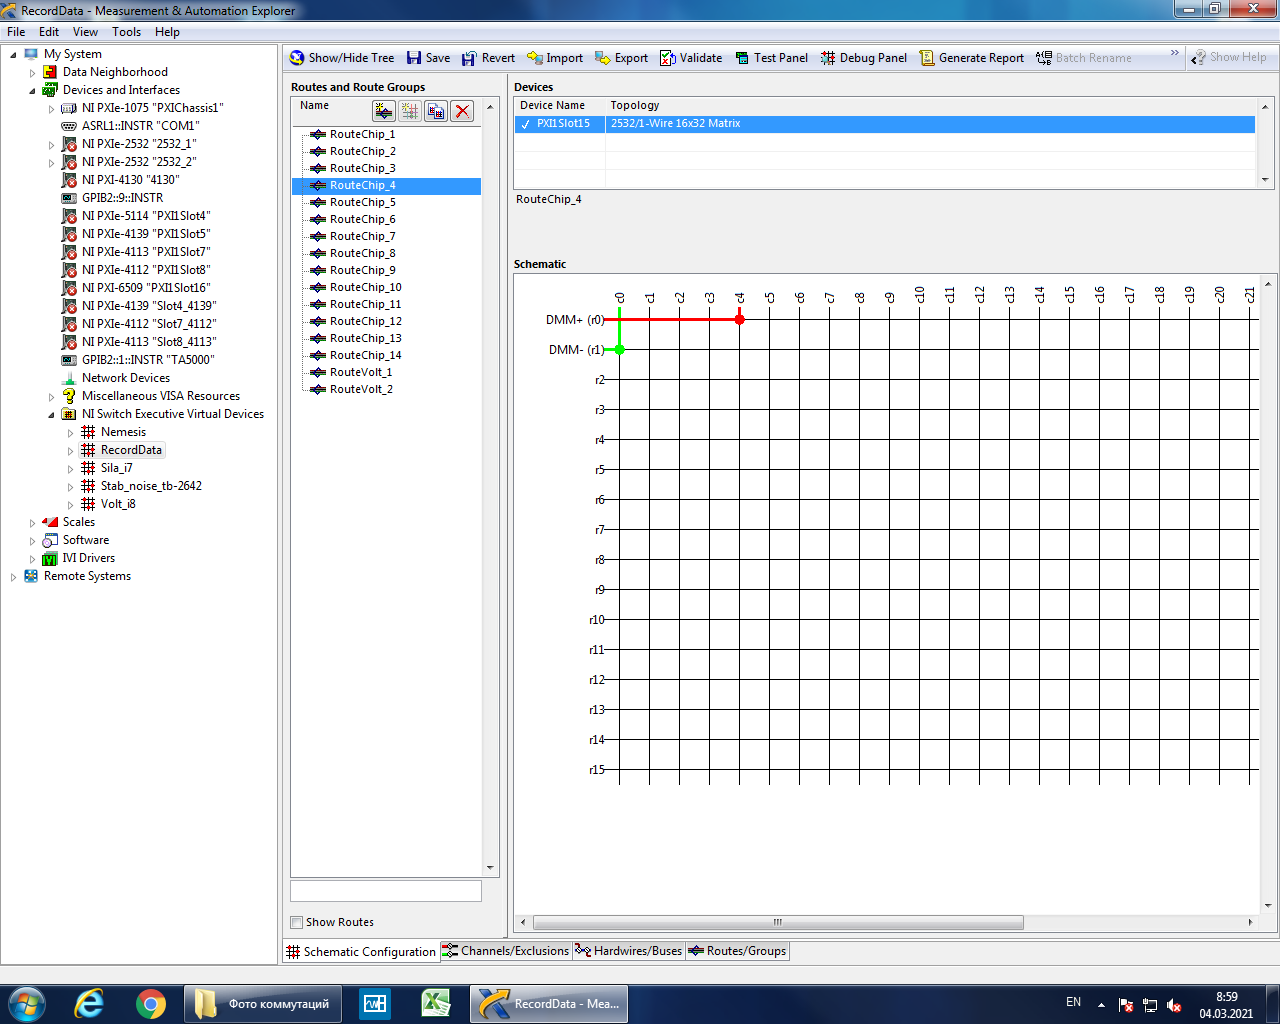 RecordData - Measurement & Automation Explorer
File Edit View Tools Help
My System
Data Neighborhood
Devices and Interfaces
NI PXIe-1075 "PXIChassis1"
ASRL1::INSTR "COM1"
NI PXIe-2532 "2532_1"
NI PXIe-2532 "2532_2"
NI PXI-4130 "4130"
GPIB2::9::INSTR
NI PXIe-5114 "PXI1Slot4"
NI PXIe-4139 "PXI1Slot5"
NI PXIe-4113 "PXI1Slot7"
NI PXIe-4112 "PXI1Slot8"
NI PXI-6509 "PXI1Slot16"
NI PXIe-4139 "Slot4_4139"
NI PXIe-4112 "Slot7_4112"
NI PXIe-4113 "Slot8_4113"
GPIB2::1::INSTR "TA5000"
Network Devices
Miscellaneous VISA Resources
NI Switch Executive Virtual Devices
Nemesis
RecordData
Sila_i7
Stab_noise_tb-2642
Volt_i8
Scales
Software
IVI Drivers
Remote Systems
Show/Hide Tree Save Revert Import Export Validate Test Panel Debug Panel Generate Report Batch Rename » Show Help
Routes and Route Groups
Name
RouteChip_1
RouteChip_2
RouteChip_3
RouteChip_4
RouteChip_5
RouteChip_6
RouteChip_7
RouteChip_8
RouteChip_9
RouteChip_10
RouteChip_11
RouteChip_12
RouteChip_13
RouteChip_14
RouteVolt_1
RouteVolt_2
Show Routes
Devices
Device Name Topology
PXI1Slot15 2532/1-Wire 16x32 Matrix
RouteChip_4
Schematic
c0 c1 c2 c3 c4 c5 c6 c7 c8 c9 c10 c11 c12 c13 c14 c15 c16 c17 c18 c19 c20 c21
DMM+ (r0)
DMM- (r1)
r2
r3
r4
r5
r6
r7
r8
r9
r10
r11
r12
r13
r14
r15
Schematic Configuration Channels/Exclusions Hardwires/Buses Routes/Groups
Фото коммутаций
RecordData - Mea...
EN
8:59
04.03.2021